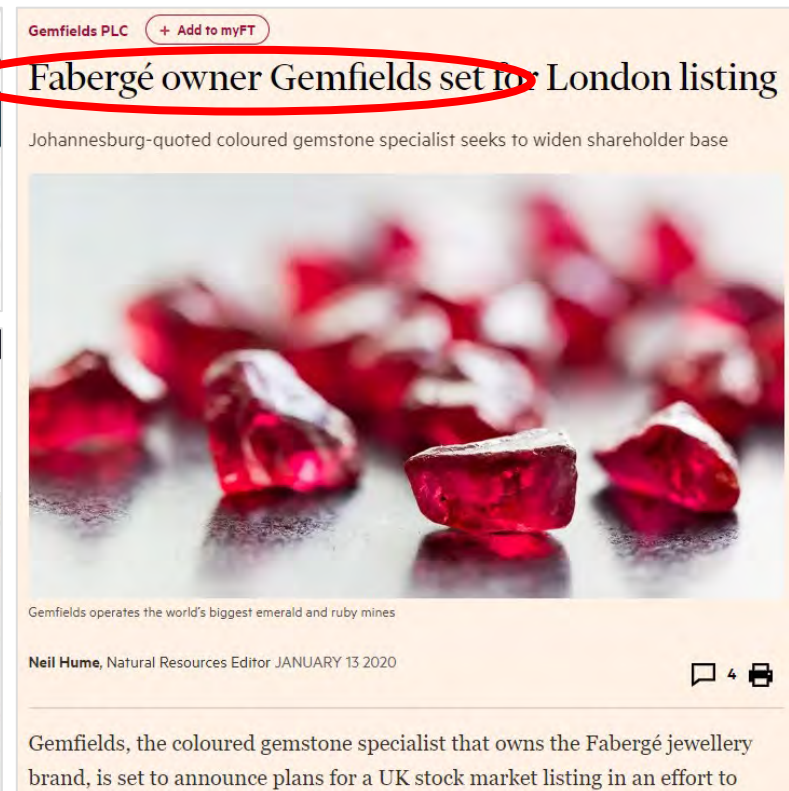 Gemfields PLC + Add to myFT
Fabergé owner Gemfields set for London listing
Johannesburg-quoted coloured gemstone specialist seeks to widen shareholder base
Gemfields operates the world's biggest emerald and ruby mines
Neil Hume, Natural Resources Editor JANUARY 13 2020
4
Gemfields, the coloured gemstone specialist that owns the Fabergé jewellery
brand, is set to announce plans for a UK stock market listing in an effort to